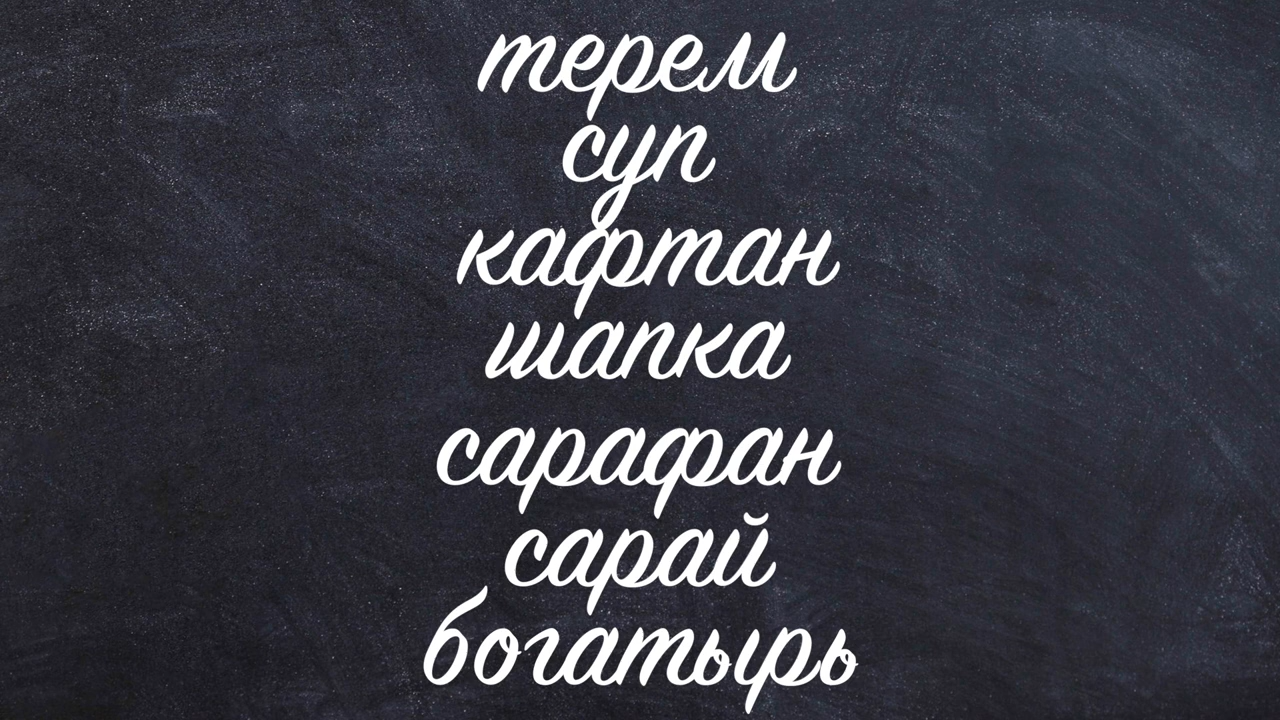 терем
суп
кафтан
шапка
сарафан
сарай
богатырь